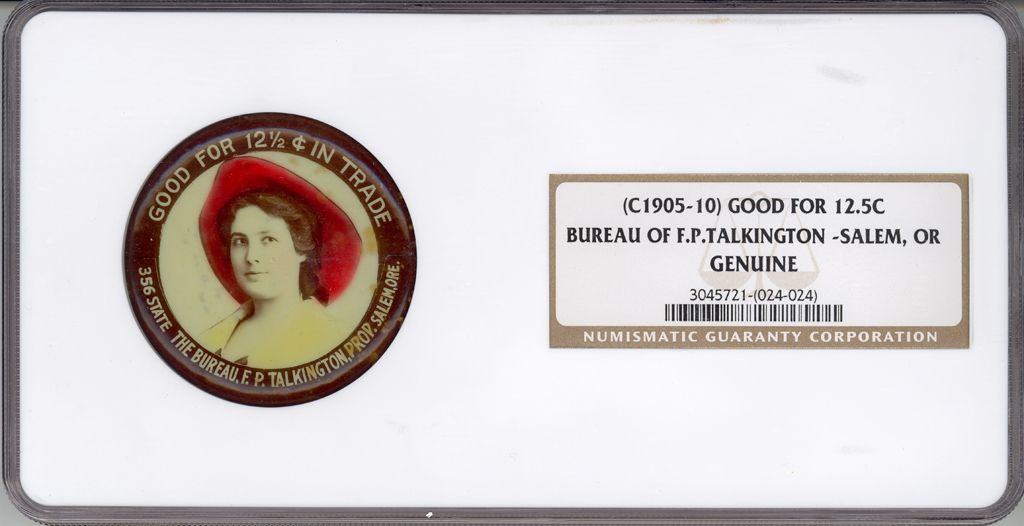 GOOD FOR 12½ ¢ IN TRADE
356 STATE THE BUREAU, F. P. TALKINGTON, PROP. SALEM, ORE.
(C1905-10) GOOD FOR 12.5C
BUREAU OF F.P.TALKINGTON -SALEM, OR
GENUINE
3045721-(024-024)
NUMISMATIC GUARANTY CORPORATION